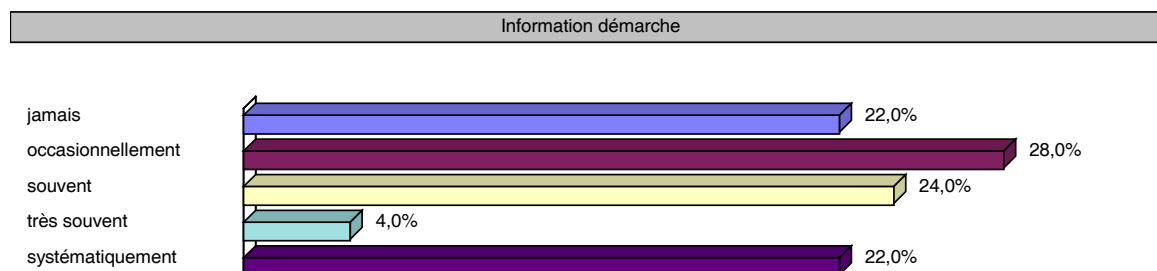 Information démarche
jamais 22,0%
occasionnellement 28,0%
souvent 24,0%
très souvent 4,0%
systématiquement 22,0%